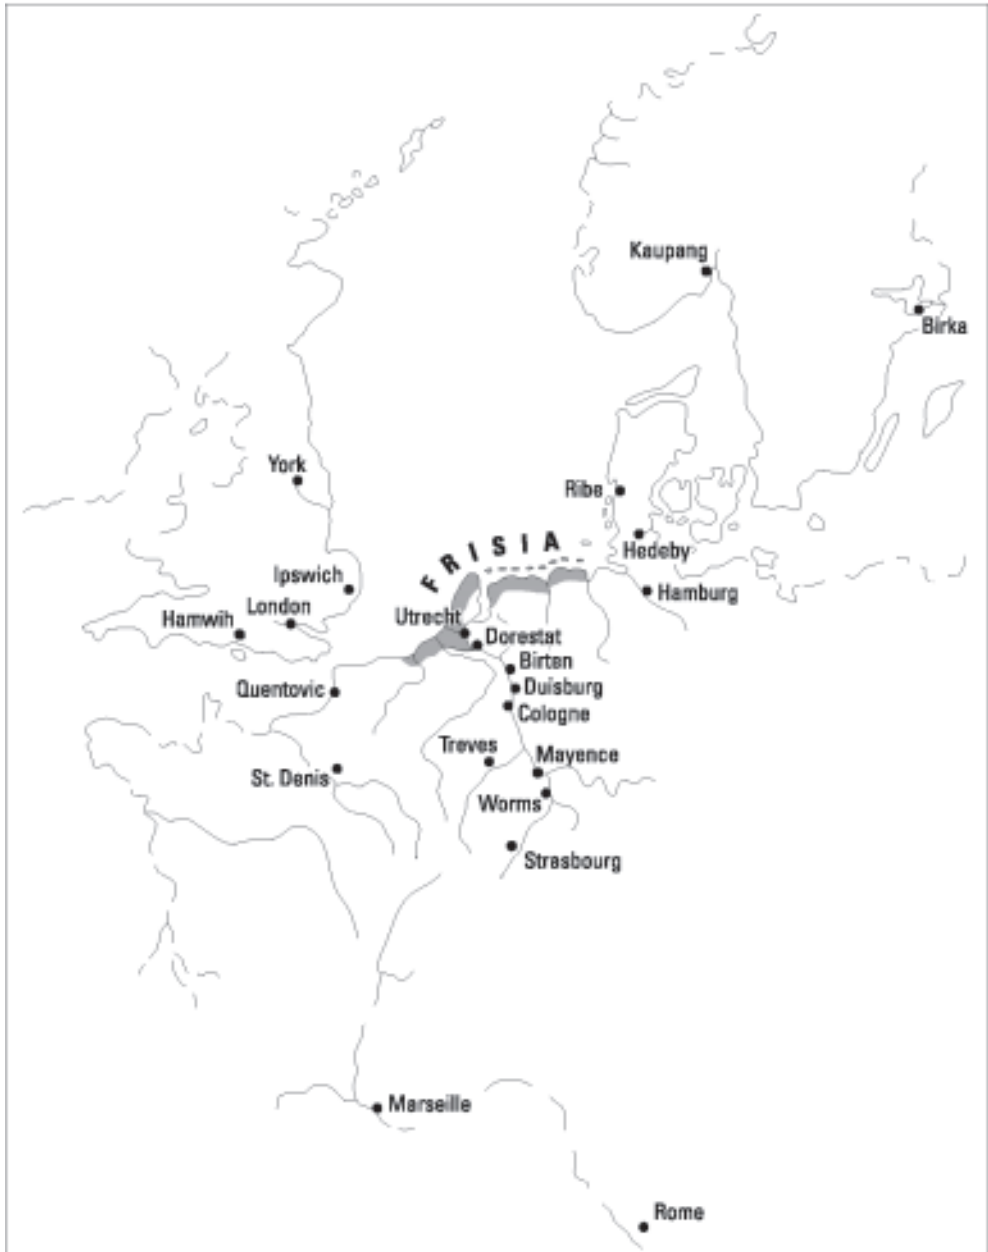 Kaupang
Birka
York
Ribe
FRISIA
Hedeby
Ipswich
Hamburg
London
Hamwih
Utrecht
Dorestat
Birten
Quentovic
Duisburg
Cologne
Treves
Mayence
St. Denis
Worms
Strasbourg
Marseille
Rome